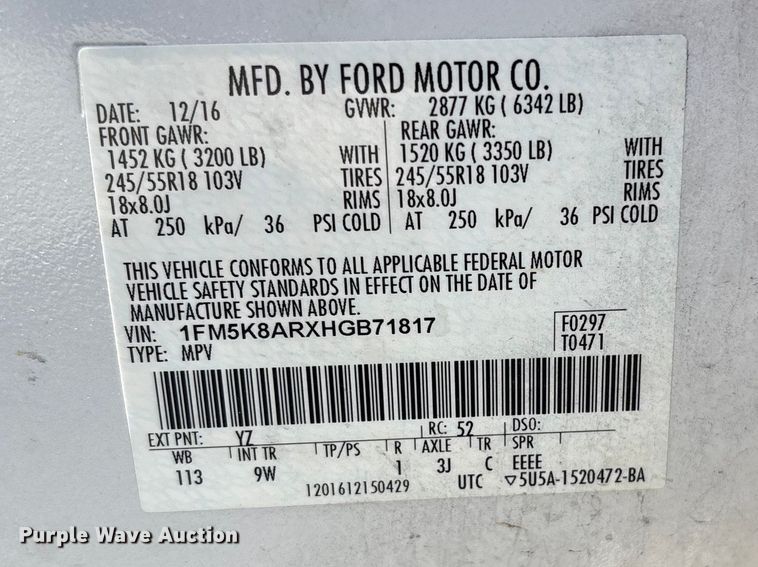 MFD. BY FORD MOTOR CO.
DATE: 12/16 GVWR: 2877 KG ( 6342 LB)
FRONT GAWR: REAR GAWR:
1452 KG ( 3200 LB) WITH 1520 KG ( 3350 LB) WITH
245/55R18 103V TIRES 245/55R18 103V TIRES
18x8.0J RIMS 18x8.0J RIMS
AT 250 kPa/ 36 PSI COLD AT 250 kPa/ 36 PSI COLD
THIS VEHICLE CONFORMS TO ALL APPLICABLE FEDERAL MOTOR
VEHICLE SAFETY STANDARDS IN EFFECT ON THE DATE OF
MANUFACTURE SHOWN ABOVE.
VIN: 1FM5K8ARXHGB71817 F0297
TYPE: MPV T0471
EXT PNT: YZ RC: 52 DSO:
WB INT TR TP/PS R AXLE TR SPR
113 9W 1 3J C EEEE
1201612150429 UTC ▽5U5A-1520472-BA
Purple Wave Auction